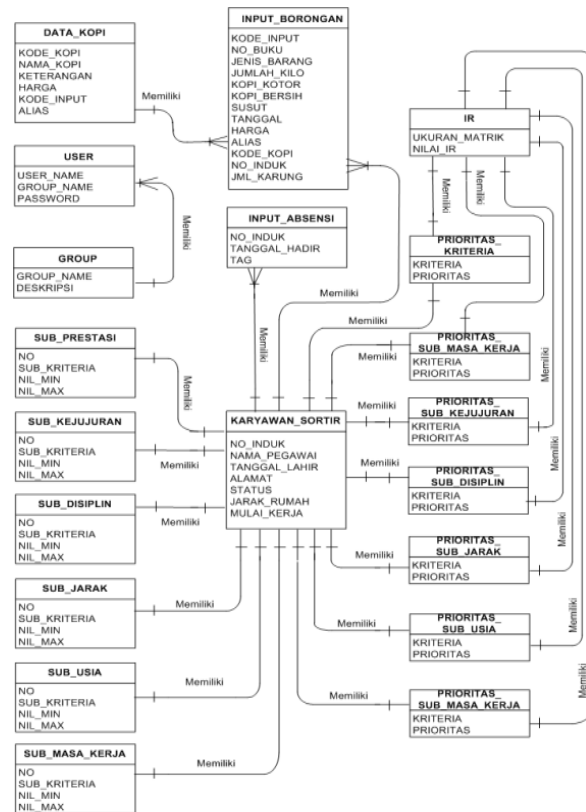 DATA_KOPI
KODE_KOPI
NAMA_KOPI
KETERANGAN
HARGA
KODE_INPUT
ALIAS
Memiliki
INPUT_BORONGAN
KODE_INPUT
NO_BUKU
JENIS_BARANG
JUMLAH_KILO
KOPI_KOTOR
KOPI_BERSIH
SUSUT
TANGGAL
HARGA
ALIAS
KODE_KOPI
NO_INDUK
JML_KARUNG
IR
UKURAN_MATRIK
NILAI_IR
USER
USER_NAME
GROUP_NAME
PASSWORD
Memiliki
GROUP
GROUP_NAME
DESKRIPSI
INPUT_ABSENSI
NO_INDUK
TANGGAL_HADIR
TAG
Memiliki
Memiliki
Memiliki
Memiliki
PRIORITAS_
KRITERIA
KRITERIA
PRIORITAS
Memiliki
Memiliki
PRIORITAS_
SUB_MASA_KERJA
KRITERIA
PRIORITAS
Memiliki
Memiliki
SUB_PRESTASI
NO
SUB_KRITERIA
NIL_MIN
NIL_MAX
Memiliki
SUB_KEJUJURAN
NO
SUB_KRITERIA
NIL_MIN
NIL_MAX
Memiliki
KARYAWAN_SORTIR
NO_INDUK
NAMA_PEGAWAI
TANGGAL_LAHIR
ALAMAT
STATUS
JARAK_RUMAH
MULAI_KERJA
Memiliki
PRIORITAS_
SUB_KEJUJURAN
KRITERIA
PRIORITAS
SUB_DISIPLIN
NO
SUB_KRITERIA
NIL_MIN
NIL_MAX
Memiliki
Memiliki
PRIORITAS_
SUB_DISIPLIN
KRITERIA
PRIORITAS
Memiliki
SUB_JARAK
NO
SUB_KRITERIA
NIL_MIN
NIL_MAX
Memiliki
Memiliki
PRIORITAS_
SUB_JARAK
KRITERIA
PRIORITAS
Memiliki
SUB_USIA
NO
SUB_KRITERIA
NIL_MIN
NIL_MAX
Memiliki
Memiliki
PRIORITAS_
SUB_USIA
KRITERIA
PRIORITAS
Memiliki
SUB_MASA_KERJA
NO
SUB_KRITERIA
NIL_MIN
NIL_MAX
Memiliki
Memiliki
PRIORITAS_
SUB_MASA_KERJA
KRITERIA
PRIORITAS